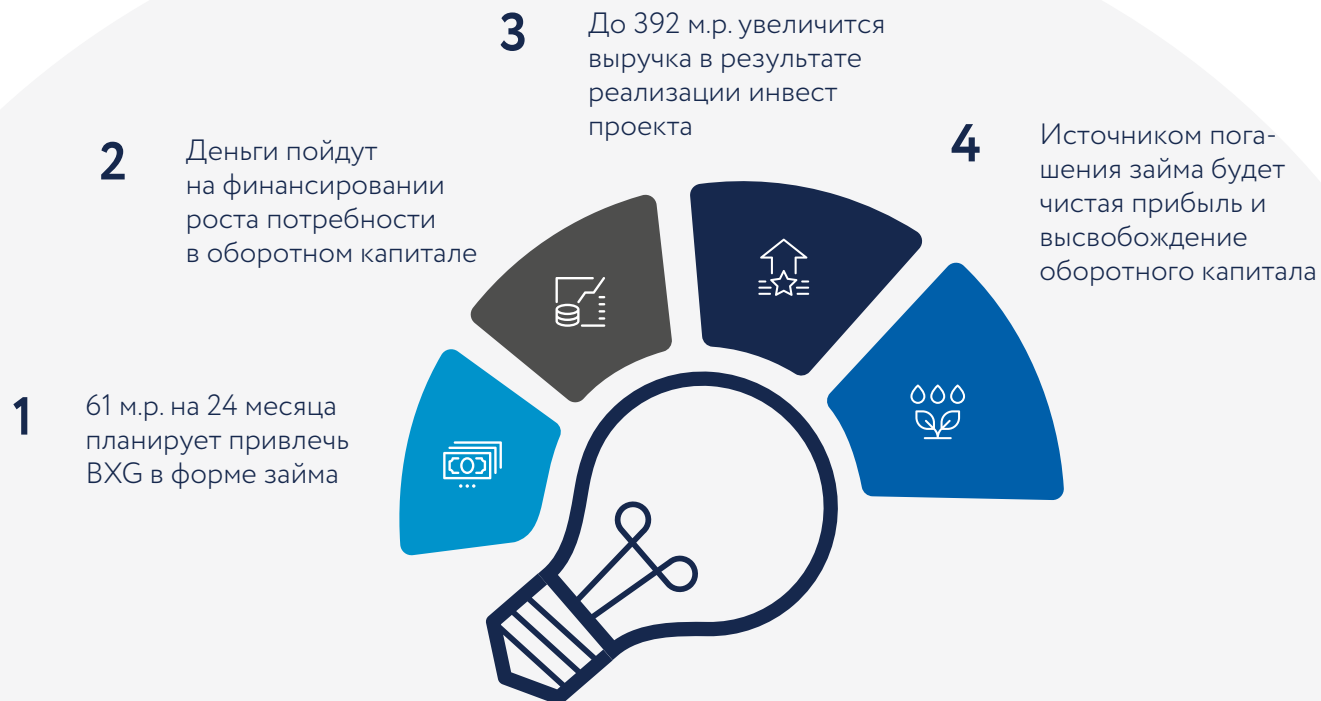 1
61 м.р. на 24 месяца
планирует привлечь
BXG в форме займа
2
Деньги пойдут
на финансировании
роста потребности
в оборотном капитале
3
До 392 м.р. увеличится
выручка в результате
реализации инвест
проекта
4
Источником пога-
шения займа будет
чистая прибыль и
высвобождение
оборотного капитала